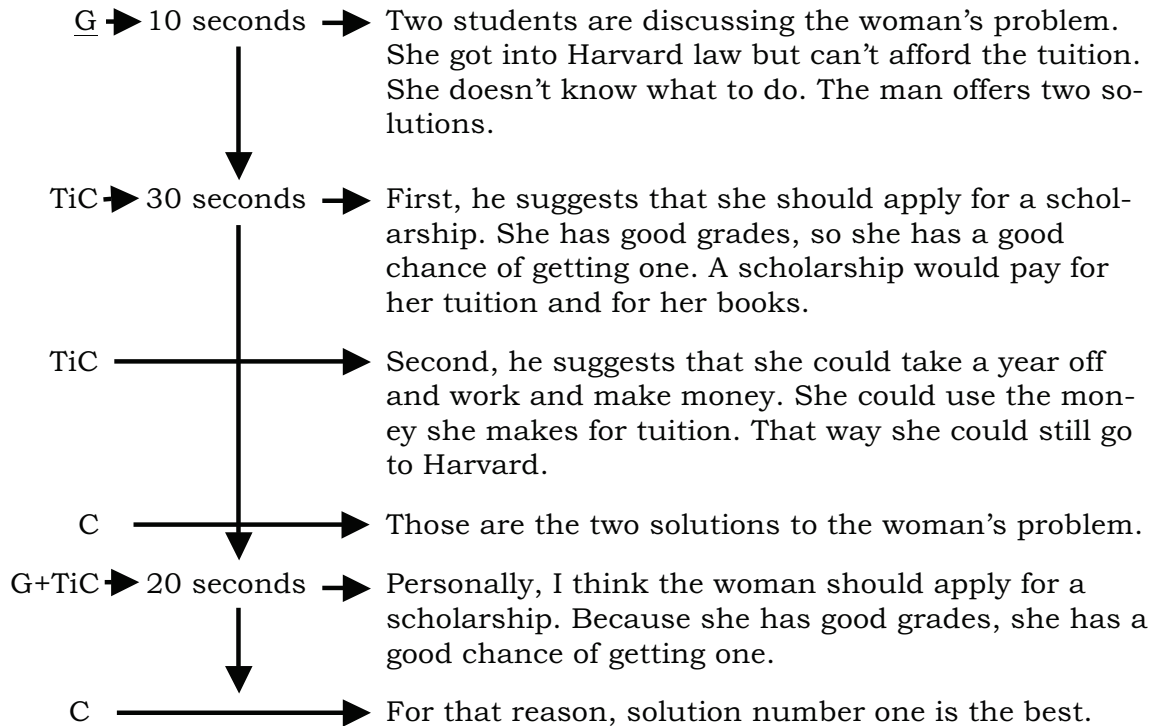 G 10 seconds Two students are discussing the woman’s problem.
She got into Harvard law but can’t afford the tuition.
She doesn’t know what to do. The man offers two so-
lutions.
TiC 30 seconds First, he suggests that she should apply for a schol-
arship. She has good grades, so she has a good
chance of getting one. A scholarship would pay for
her tuition and for her books.
TiC Second, he suggests that she could take a year off
and work and make money. She could use the mon-
ey she makes for tuition. That way she could still go
to Harvard.
C Those are the two solutions to the woman’s problem.
G+TiC 20 seconds Personally, I think the woman should apply for a
scholarship. Because she has good grades, she has a
good chance of getting one.
C For that reason, solution number one is the best.